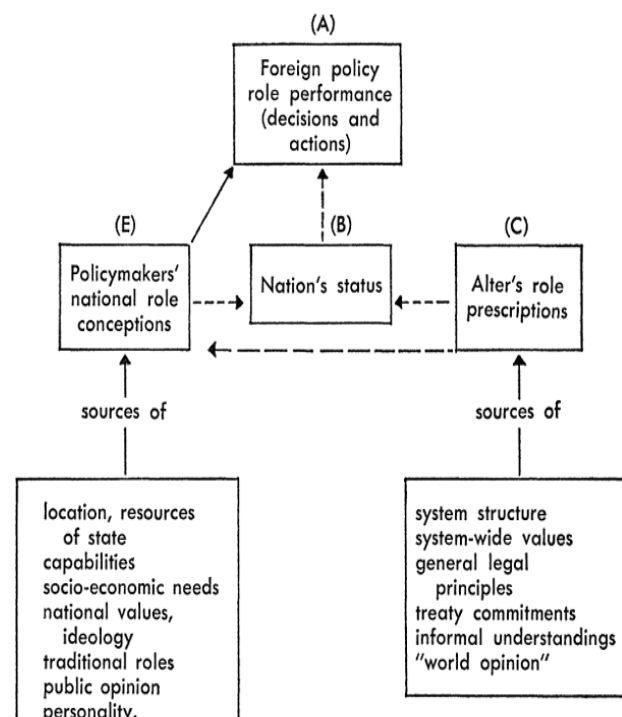 (A)
Foreign policy
role performance
(decisions and
actions)
(E)
(B)
(C)
Policymakers'
national role
conceptions
Nation's status
Alter's role
prescriptions
sources of
sources of
location, resources
of state
capabilities
socio-economic needs
national values,
ideology
traditional roles
public opinion
personality,
system structure
system-wide values
general legal
principles
treaty commitments
informal understandings
"world opinion"